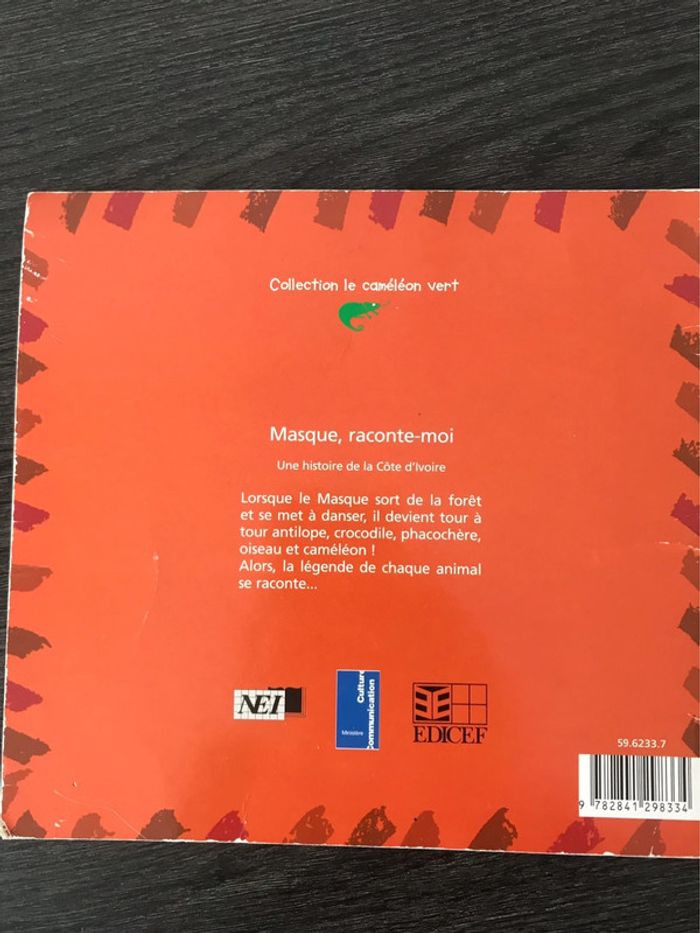 Collection le caméléon vert
Masque, raconte-moi
Une histoire de la Côte d'Ivoire
Lorsque le Masque sort de la forêt
et se met à danser, il devient tour à
tour antilope, crocodile, phacochère,
oiseau et caméléon !
Alors, la légende de chaque animal
se raconte...
NEI
Ministère
Culture
Communication
EDICEF
59.6233.7
9 782841 298334